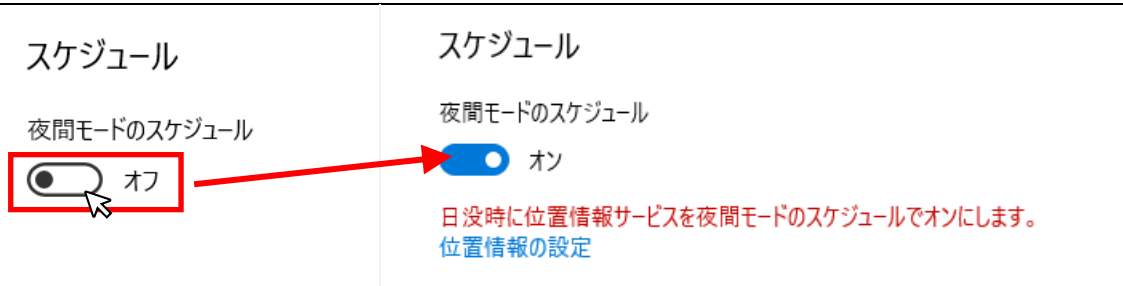 スケジュール
夜間モードのスケジュール
オフ
スケジュール
夜間モードのスケジュール
オン
日没時に位置情報サービスを夜間モードのスケジュールでオンにします。
位置情報の設定